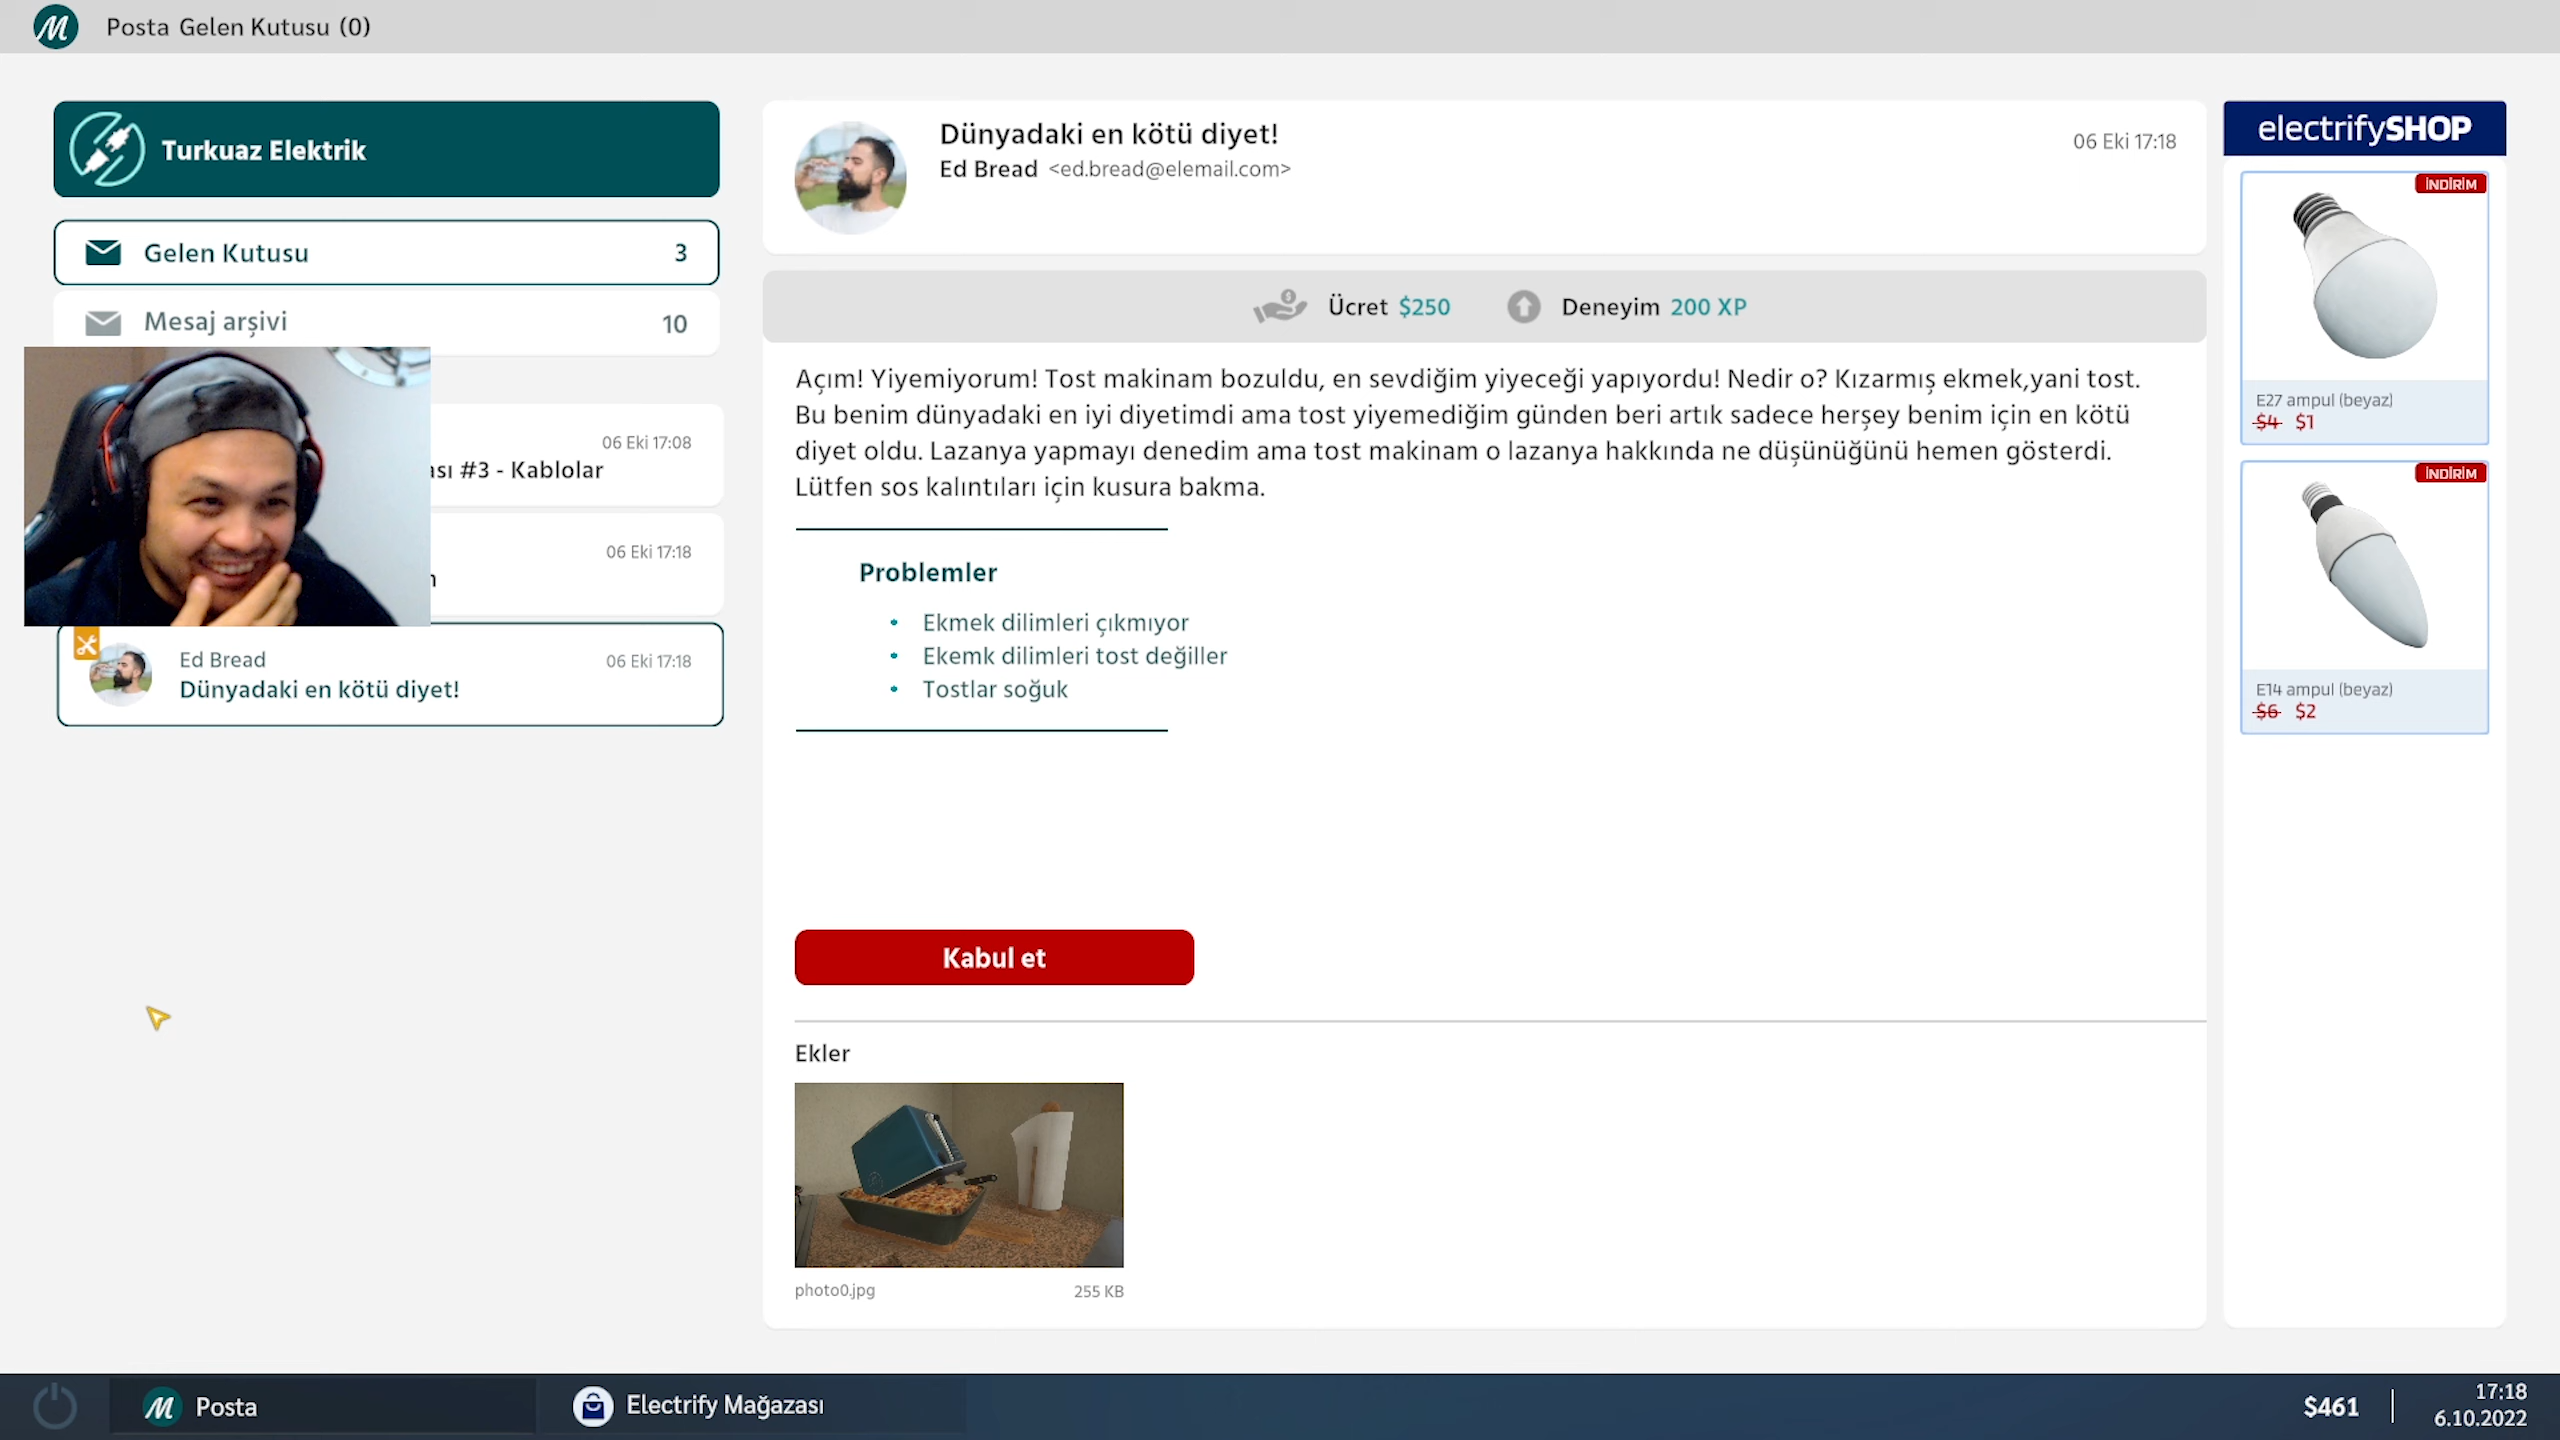 Posta Gelen Kutusu (0)
Turkuaz Elektrik
Gelen Kutusu 3
Mesaj arşivi 10
06 Eki 17:08
#3 - Kablolar
06 Eki 17:18
Ed Bread 06 Eki 17:18
Dünyadaki en kötü diyet!
Dünyadaki en kötü diyet!
Ed Bread <ed.bread@elemail.com>
06 Eki 17:18
Ücret $250 Deneyim 200 XP
Açım! Yiyemiyorum! Tost makinam bozuldu, en sevdiğim yiyeceği yapıyordu! Nedir o? Kızarmış ekmek,yani tost.
Bu benim dünyadaki en iyi diyetimdi ama tost yiyemediğim günden beri artık sadece herşey benim için en kötü
diyet oldu. Lazanya yapmayı denedim ama tost makinam o lazanya hakkında ne düşünüğünü hemen gösterdi.
Lütfen sos kalıntıları için kusura bakma.
Problemler
• Ekmek dilimleri çıkmıyor
• Ekemk dilimleri tost değiller
• Tostlar soğuk
Kabul et
Ekler
photo0.jpg 255 KB
electrifySHOP
İNDİRİM
E27 ampul (beyaz)
$4 $1
İNDİRİM
E14 ampul (beyaz)
$6 $2
M Posta
Electrify Mağazası
$461
17:18
6.10.2022